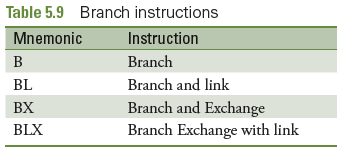 Table 5.9 Branch instructions
Mnemonic Instruction
B Branch
BL Branch and link
BX Branch and Exchange
BLX Branch Exchange with link